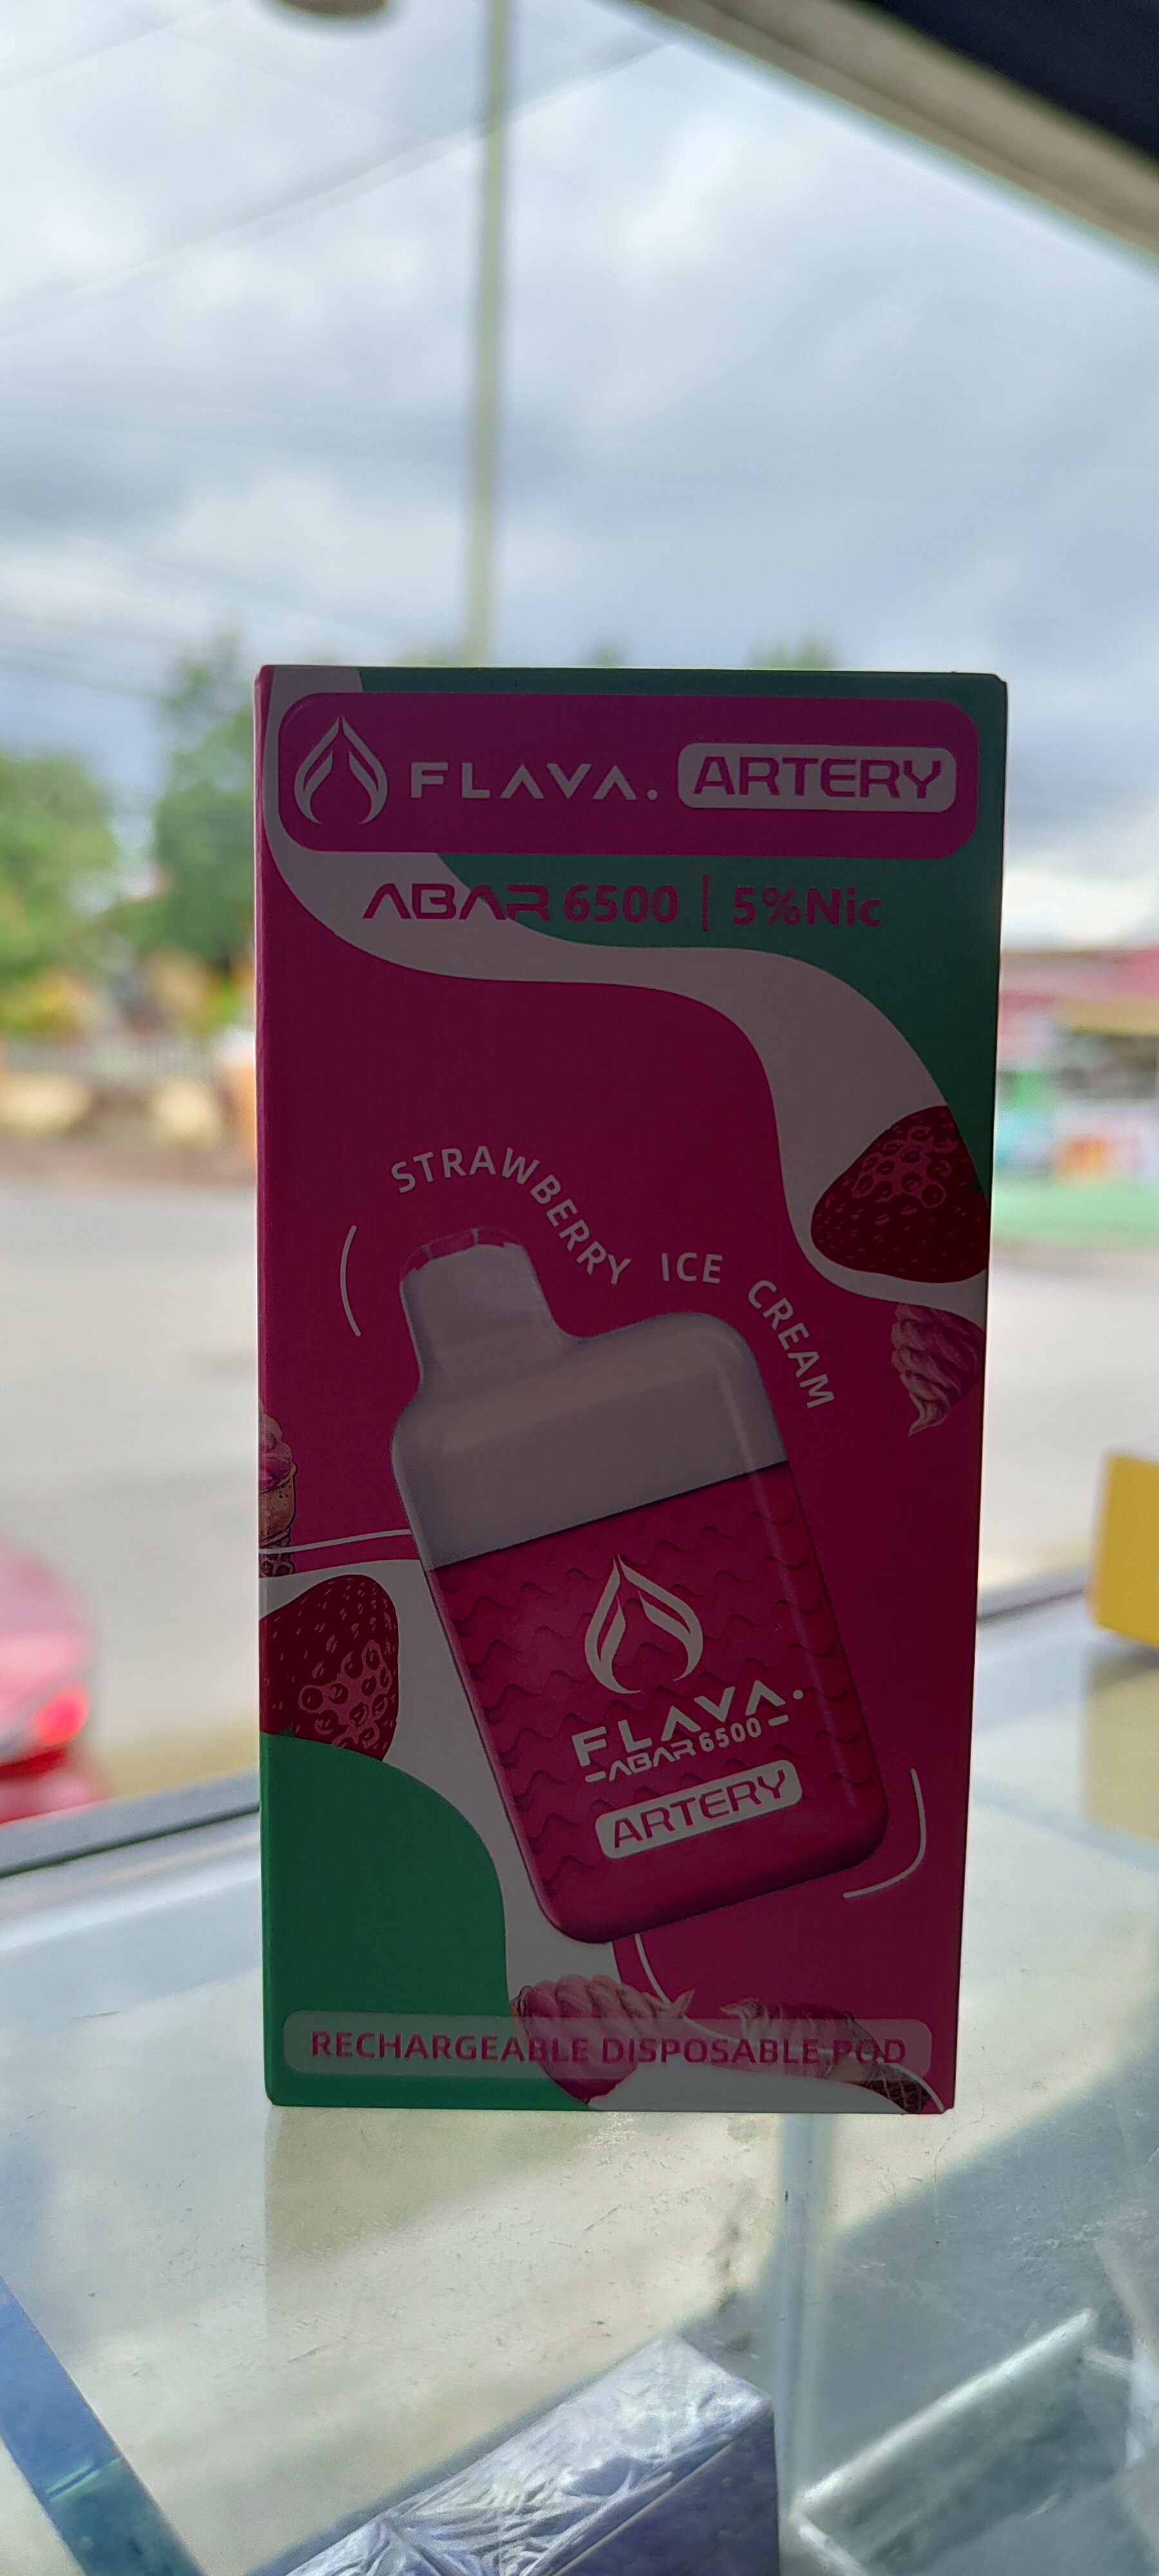 FLAVA. ARTERY
ABAR 6500 | 5%Nic
STRAWBERRY ICE CREAM
FLAVA.
-ABAR 6500-
ARTERY
RECHARGEABLE DISPOSABLE POD